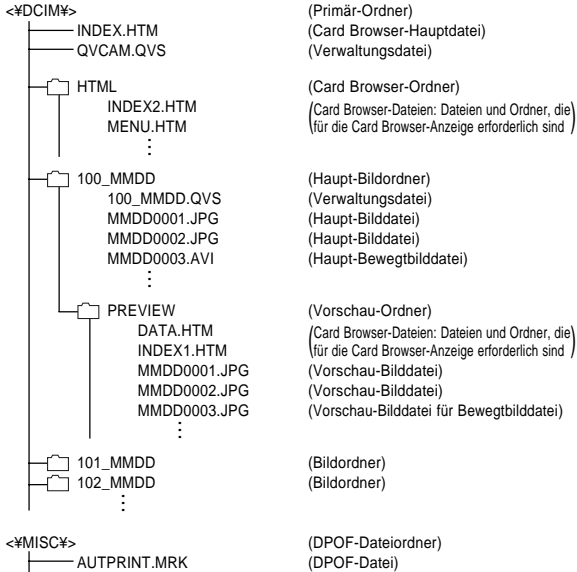 <¥DCIM¥> (Primär-Ordner)
INDEX.HTM (Card Browser-Hauptdatei)
QVCAM.QVS (Verwaltungsdatei)
HTML (Card Browser-Ordner)
INDEX2.HTM (Card Browser-Dateien: Dateien und Ordner, die
MENU.HTM für die Card Browser-Anzeige erforderlich sind)
100_MMDD (Haupt-Bildordner)
100_MMDD.QVS (Verwaltungsdatei)
MMDD0001.JPG (Haupt-Bilddatei)
MMDD0002.JPG (Haupt-Bilddatei)
MMDD0003.AVI (Haupt-Bewegtbilddatei)
PREVIEW (Vorschau-Ordner)
DATA.HTM (Card Browser-Dateien: Dateien und Ordner, die
INDEX1.HTM für die Card Browser-Anzeige erforderlich sind)
MMDD0001.JPG (Vorschau-Bilddatei)
MMDD0002.JPG (Vorschau-Bilddatei)
MMDD0003.JPG (Vorschau-Bilddatei für Bewegtbilddatei)
101_MMDD (Bildordner)
102_MMDD (Bildordner)
<¥MISC¥> (DPOF-Dateiordner)
AUTPRINT.MRK (DPOF-Datei)